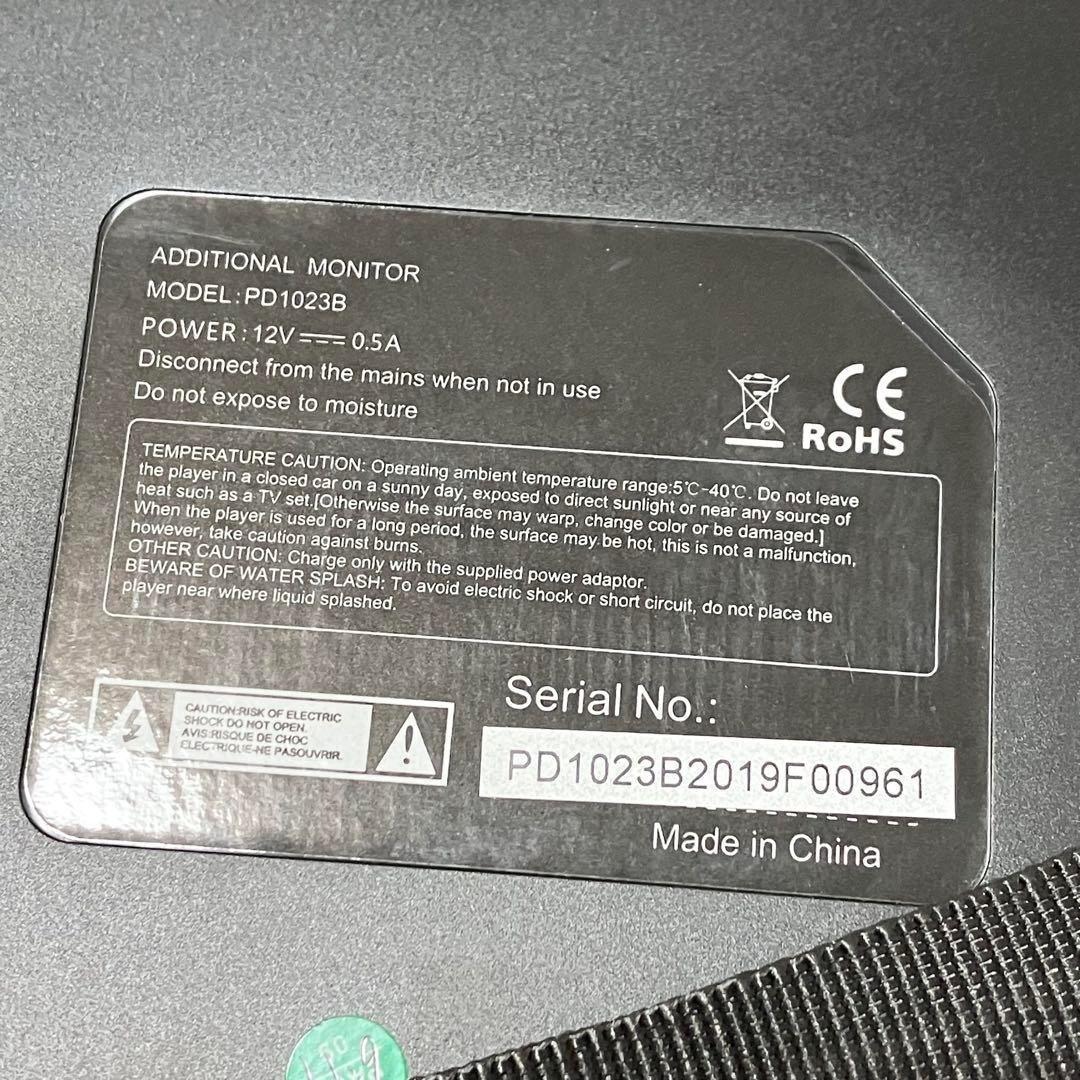 ADDITIONAL MONITOR
MODEL:PD1023B
POWER:12V⎓0.5A
Disconnect from the mains when not in use
Do not expose to moisture
CE
RoHS
TEMPERATURE CAUTION: Operating ambient temperature range:5℃-40℃. Do not leave
the player in a closed car on a sunny day, exposed to direct sunlight or near any source of
heat such as a TV set.[Otherwise the surface may warp, change color or be damaged.]
When the player is used for a long period, the surface may be hot, this is not a malfunction,
however, take caution against burns.
OTHER CAUTION: Charge only with the supplied power adaptor.
BEWARE OF WATER SPLASH: To avoid electric shock or short circuit, do not place the
player near where liquid splashed.
CAUTION:RISK OF ELECTRIC
SHOCK DO NOT OPEN.
AVIS:RISQUE DE CHOC
ELECTRIQUE-NE PASOUVRIR.
Serial No.:
PD1023B2019F00961
Made in China